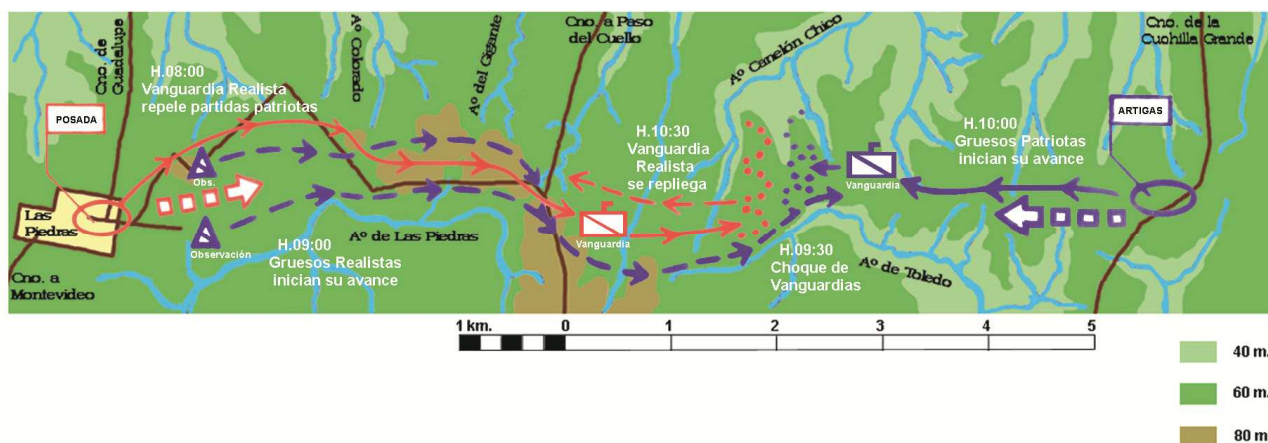 Cno. de
Guadalupe
H.08:00
Vanguardia Realista
repele partidas patriotas
POSADA
Aº Colorado
Aº del Gigante
Cno. a Paso
del Cuello
Aº Canelón Chico
Cno. de la
Cuohilla Grande
ARTIGAS
H.10:30
Vanguardia
Realista
se repliega
H.10:00
Gruesos Patriotas
inician su avance
Obs.
Vanguardia
Las
Piedras
Observación
H.09:00
Gruesos Realistas
inician su avance
Aº de Las Piedras
Vanguardia
H.09:30
Choque de
Vanguardias
Aº de Toledo
Cno. a
Montevideo
1 km. 0 1 2 3 4 5
40 m.
60 m.
80 m